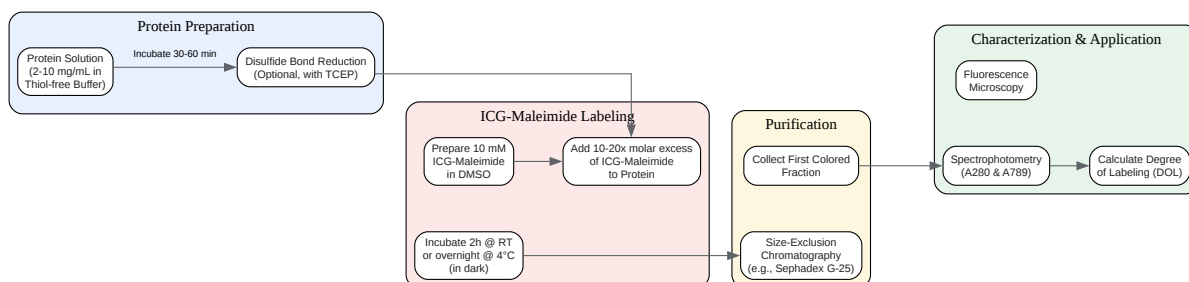 Protein Preparation
Protein Solution
(2-10 mg/mL in
Thiol-free Buffer)
Incubate 30-60 min
Disulfide Bond Reduction
(Optional, with TCEP)
ICG-Maleimide Labeling
Prepare 10 mM
ICG-Maleimide
in DMSO
Add 10-20x molar excess
of ICG-Maleimide
to Protein
Incubate 2h @ RT
or overnight @ 4°C
(in dark)
Purification
Collect First Colored
Fraction
Size-Exclusion
Chromatography
(e.g., Sephadex G-25)
Characterization & Application
Fluorescence
Microscopy
Spectrophotometry
(A280 & A789)
Calculate Degree
of Labeling (DOL)